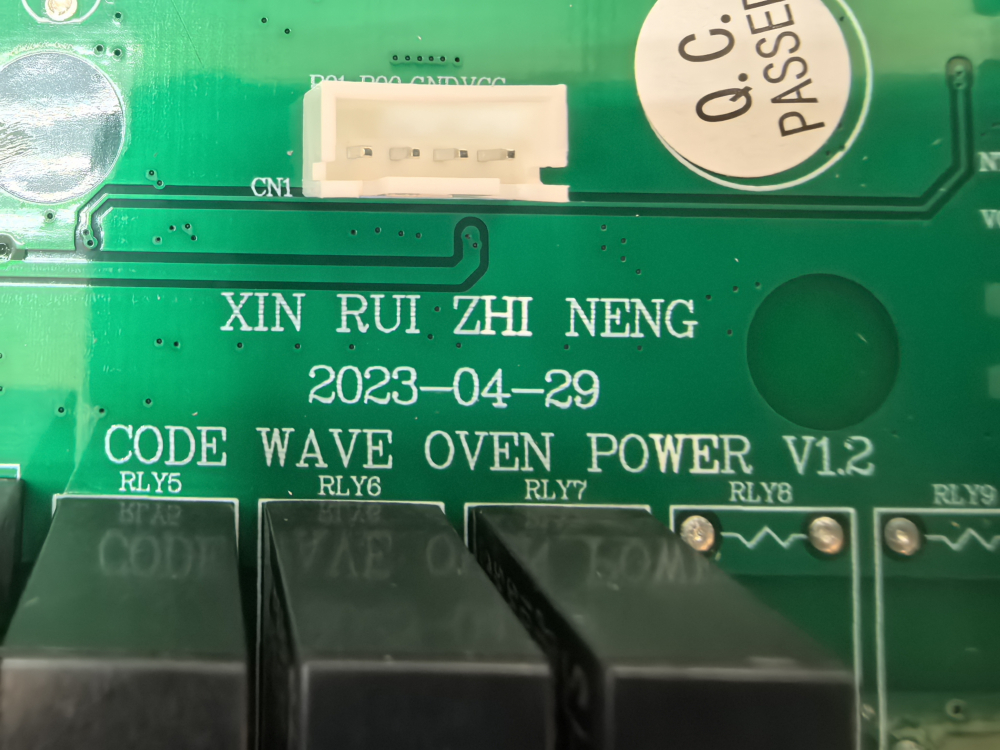 Q.C.
PASSED
CN1
XIN RUI ZHI NENG
2023-04-29
CODE WAVE OVEN POWER V1.2
RLY5
RLY6
RLY7
RLY8
RLY9